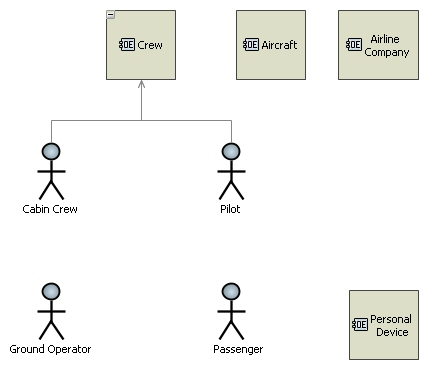 OE Crew
OE Aircraft
OE Airline
Company
Cabin Crew
Pilot
Ground Operator
Passenger
OE Personal
Device